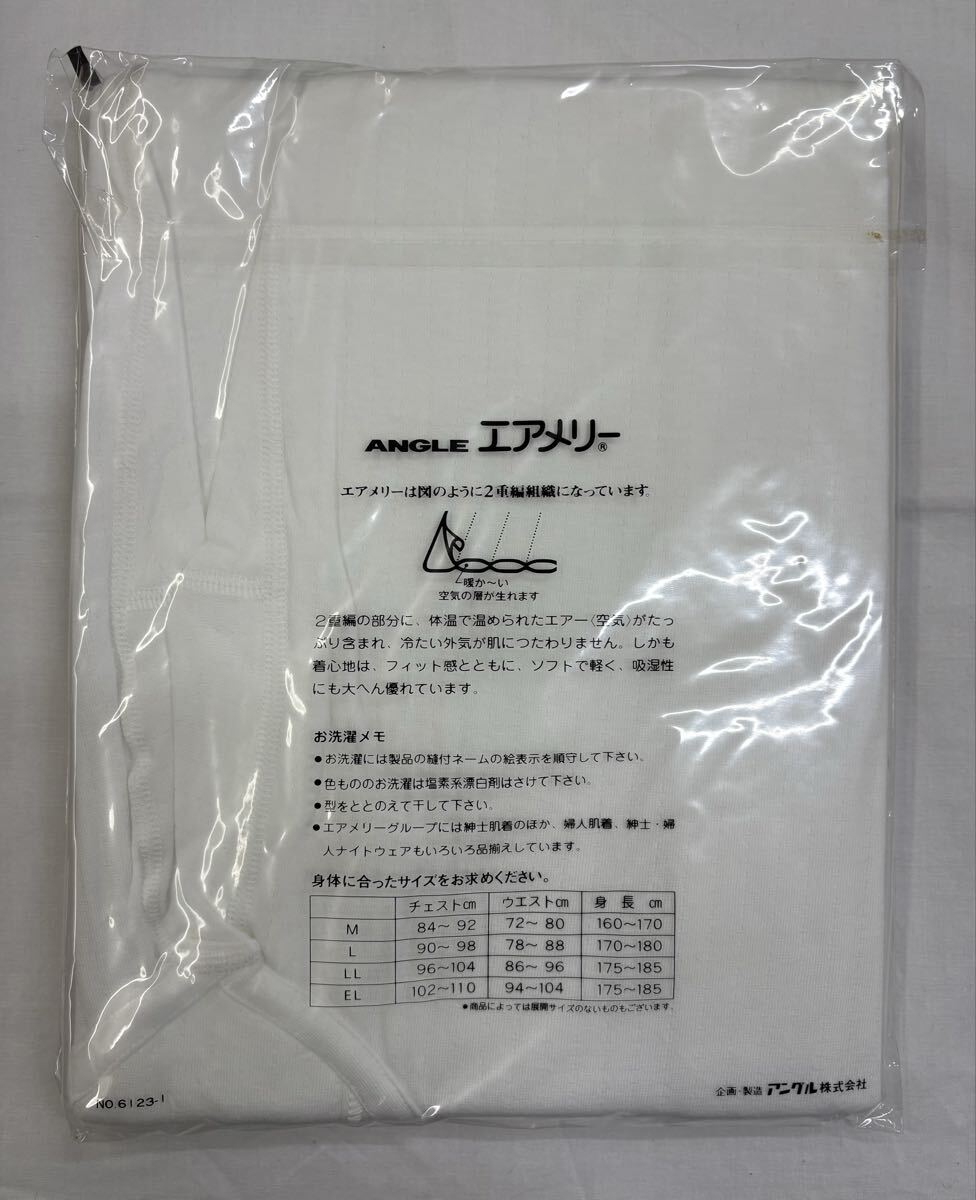 ANGLE エアメリー®
エアメリーは図のように2重編組織になっています。
暖か〜い
空気の層が生れます
2重編の部分に、体温で温められたエアー(空気)がたっ
ぷり含まれ、冷たい外気が肌につたわりません。しかも
着心地は、フィット感とともに、ソフトで軽く、吸湿性
にも大へん優れています。
お洗濯メモ
●お洗濯には製品の縫付ネームの絵表示を順守して下さい。
●色もののお洗濯は塩素系漂白剤はさけて下さい。
●型をととのえて干して下さい。
●エアメリーグループには紳士肌着のほか、婦人肌着、紳士・婦
人ナイトウェアもいろいろ品揃えしています。
身体に合ったサイズをお求めください。
チェストcm ウエストcm 身長 cm
M 84〜92 72〜80 160〜170
L 90〜98 78〜88 170〜180
LL 96〜104 86〜96 175〜185
EL 102〜110 94〜104 175〜185
●商品によっては展開サイズのないものもございます。
NO.6123-1
企画・製造 アングル株式会社